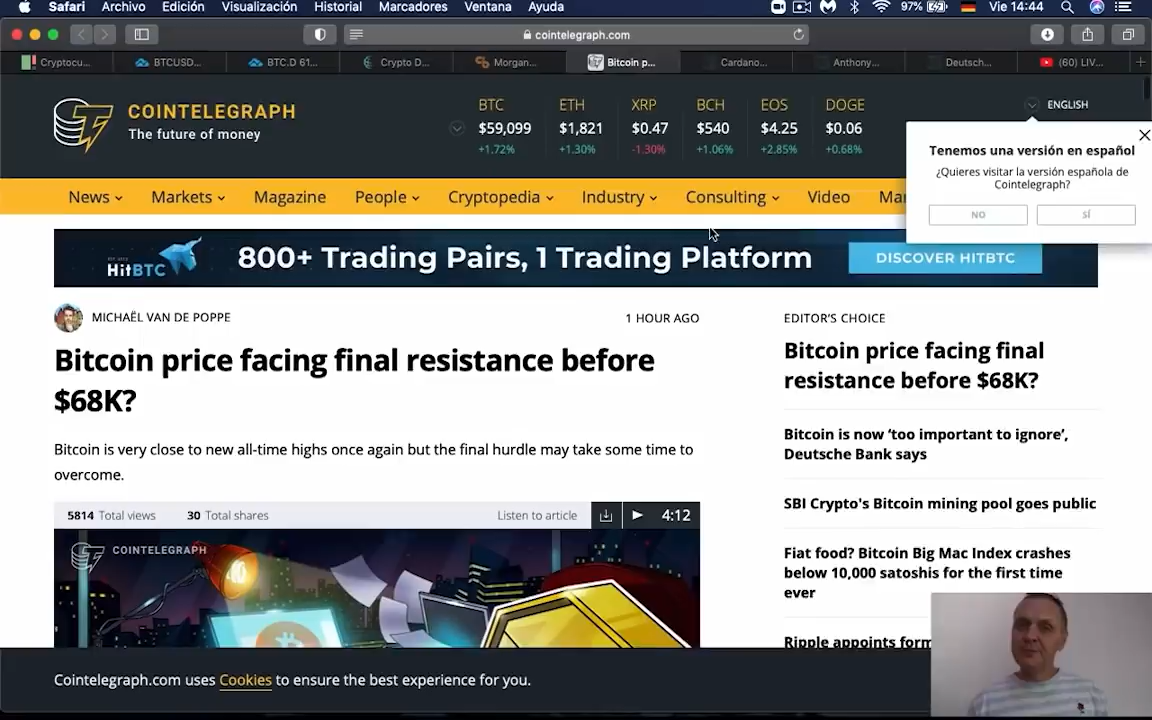 Safari Archivo Edición Visualización Historial Marcadores Ventana Ayuda 97% Vie 14:44
cointelegraph.com
Cryptocu... BTCUSD... BTC.D 61... Crypto D... Morgan... Bitcoin p... Cardano... Anthony... Deutsch... (60) LIV...
COINTELEGRAPH
The future of money
BTC ETH XRP BCH EOS DOGE
$59,099 $1,821 $0.47 $540 $4.25 $0.06
+1.72% +1.30% -1.30% +1.06% +2.85% +0.68%
ENGLISH
Tenemos una versión en español
¿Quieres visitar la versión española de
Cointelegraph?
NO SÍ
News Markets Magazine People Cryptopedia Industry Consulting Video Mar
HitBTC 800+ Trading Pairs, 1 Trading Platform DISCOVER HITBTC
MICHAËL VAN DE POPPE 1 HOUR AGO
Bitcoin price facing final resistance before
$68K?
Bitcoin is very close to new all-time highs once again but the final hurdle may take some time to
overcome.
5814 Total views 30 Total shares Listen to article 4:12
COINTELEGRAPH
EDITOR'S CHOICE
Bitcoin price facing final
resistance before $68K?
Bitcoin is now ‘too important to ignore’,
Deutsche Bank says
SBI Crypto's Bitcoin mining pool goes public
Fiat food? Bitcoin Big Mac Index crashes
below 10,000 satoshis for the first time
ever
Ripple appoints form
Cointelegraph.com uses Cookies to ensure the best experience for you.